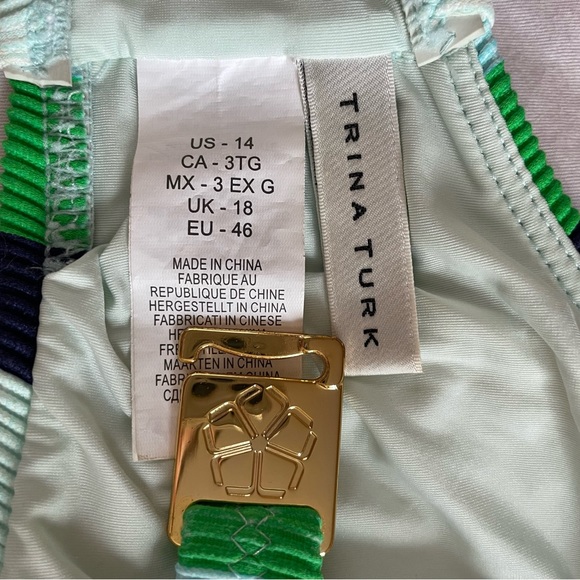 US - 14
CA - 3TG
MX - 3 EX G
UK - 18
EU - 46
MADE IN CHINA
FABRIQUE AU
REPUBLIQUE DE CHINE
HERGESTELLT IN CHINA
FABBRICATI IN CINESE
MAARTEN IN CHINA
TRINA TURK